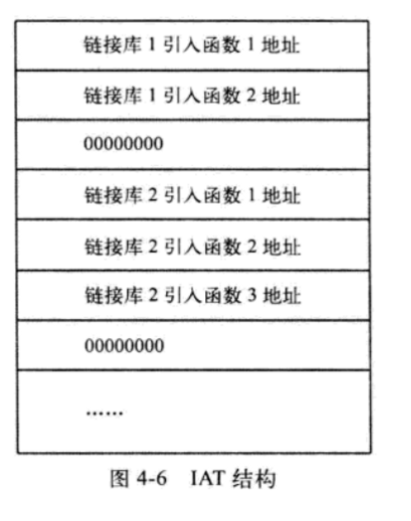 链接库 1 引入函数 1 地址
链接库 1 引入函数 2 地址
00000000
链接库 2 引入函数 1 地址
链接库 2 引入函数 2 地址
链接库 2 引入函数 3 地址
00000000
……
图 4-6 IAT 结构